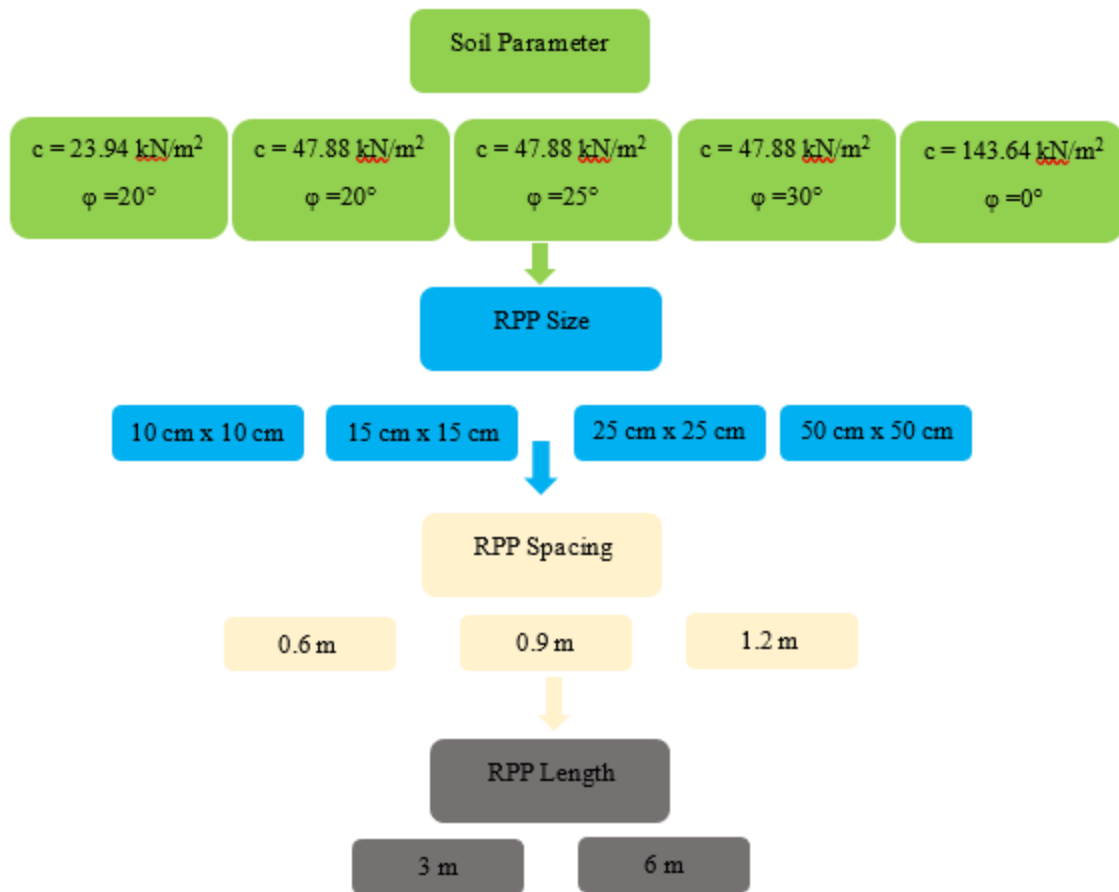 Soil Parameter
c = 23.94 kN/m²
φ =20°
c = 47.88 kN/m²
φ =20°
c = 47.88 kN/m²
φ =25°
c = 47.88 kN/m²
φ =30°
c = 143.64 kN/m²
φ =0°
RPP Size
10 cm x 10 cm
15 cm x 15 cm
25 cm x 25 cm
50 cm x 50 cm
RPP Spacing
0.6 m
0.9 m
1.2 m
RPP Length
3 m
6 m